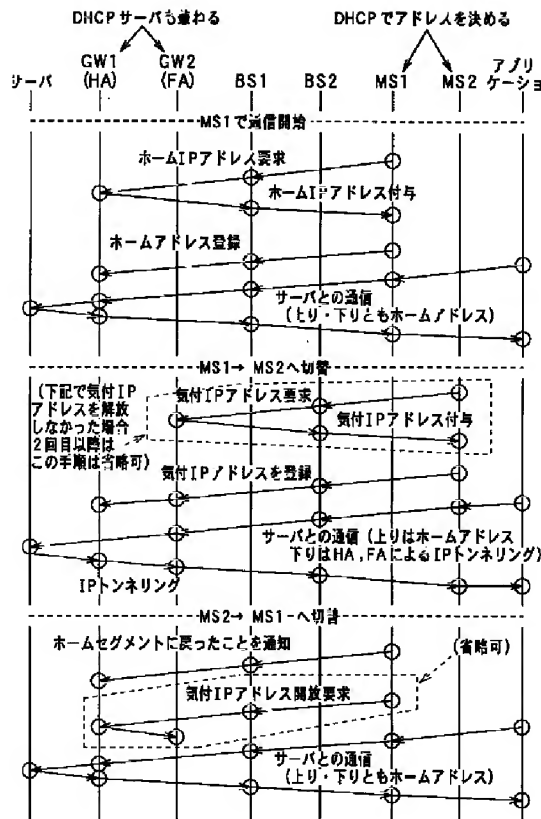 DHCPサーバも兼ねる
DHCPでアドレスを決める
サーバ
GW1
(HA)
GW2
(FA)
BS1
BS2
MS1
MS2
アプリ
ケーショ
MS1で通信開始
ホームIPアドレス要求
ホームIPアドレス付与
ホームアドレス登録
サーバとの通信
(上り・下りともホームアドレス)
MS1→MS2へ切替
(下記で気付IP
アドレスを解放
しなかった場合
2回目以降は
この手順は省略可)
気付IPアドレス要求
気付IPアドレス付与
気付IPアドレスを登録
サーバとの通信(上りはホームアドレス
下りはHA,FAによるIPトンネリング)
IPトンネリング
MS2→MS1へ切替
ホームセグメントに戻ったことを通知
(省略可)
気付IPアドレス開放要求
サーバとの通信
(上り・下りともホームアドレス)